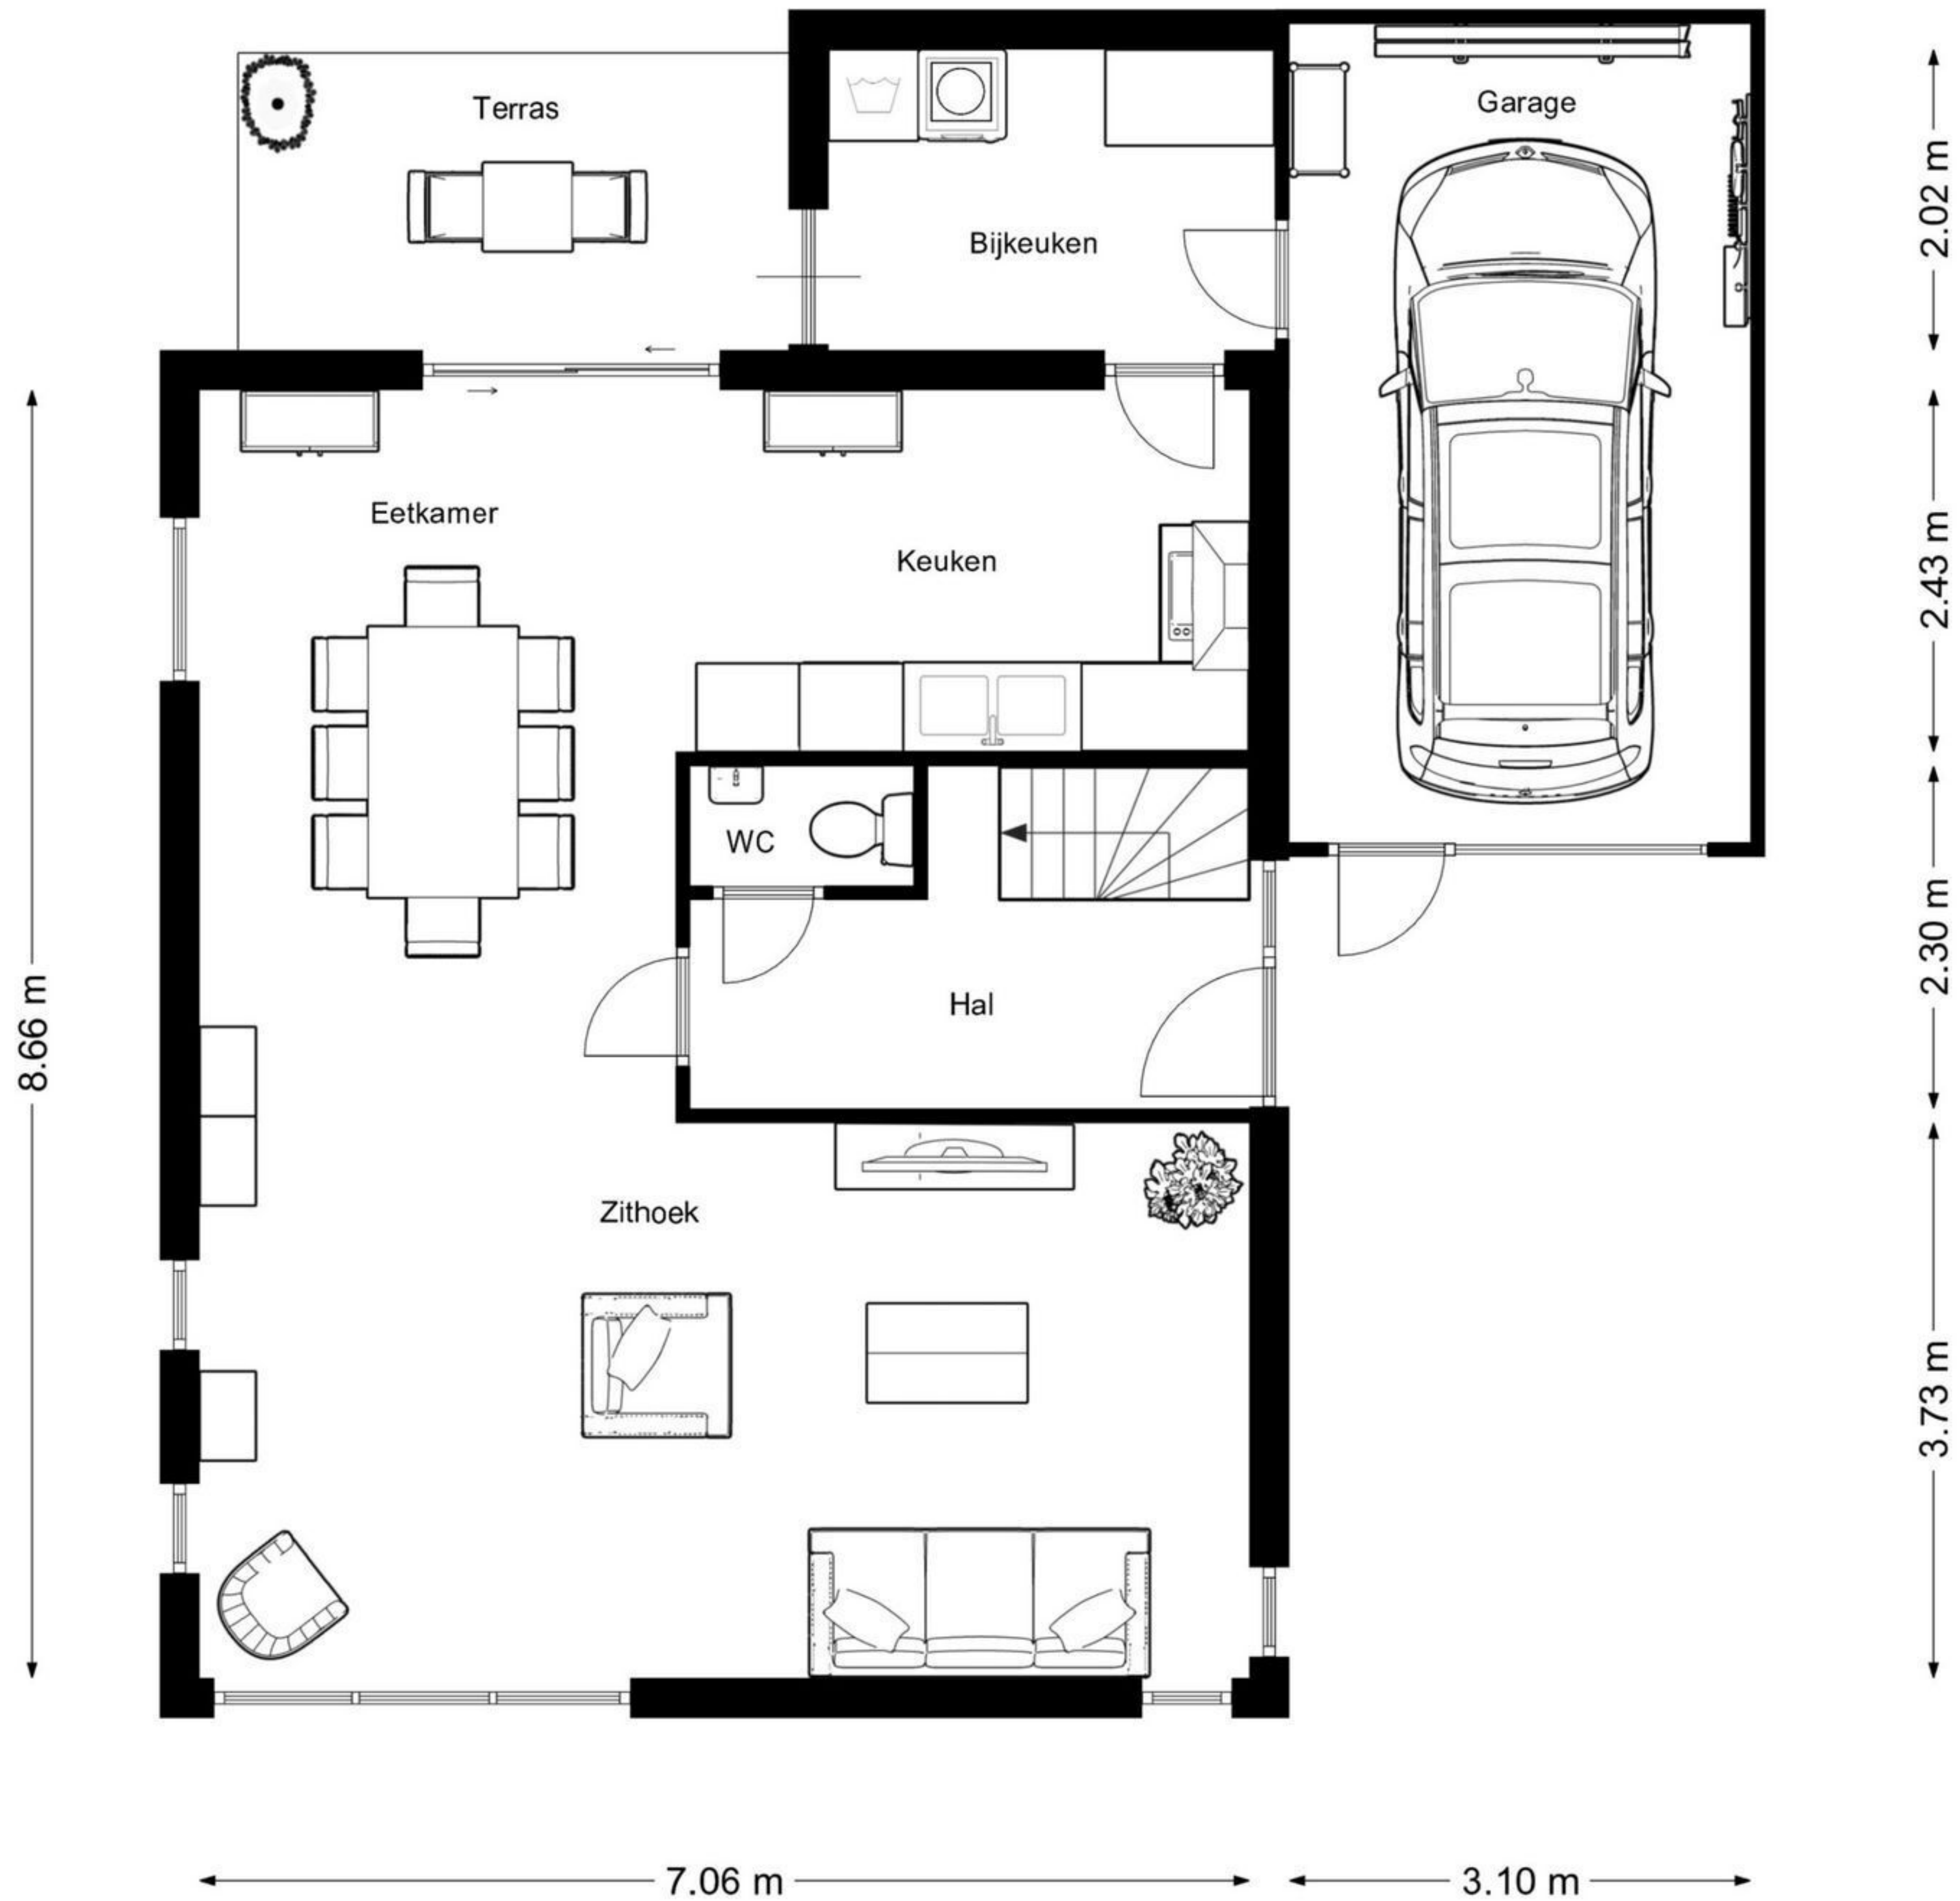 Terras
Garage
2.02 m
Bijkeuken
Eetkamer
Keuken
2.43 m
WC
Hal
2.30 m
8.66 m
Zithoek
3.73 m
7.06 m
3.10 m